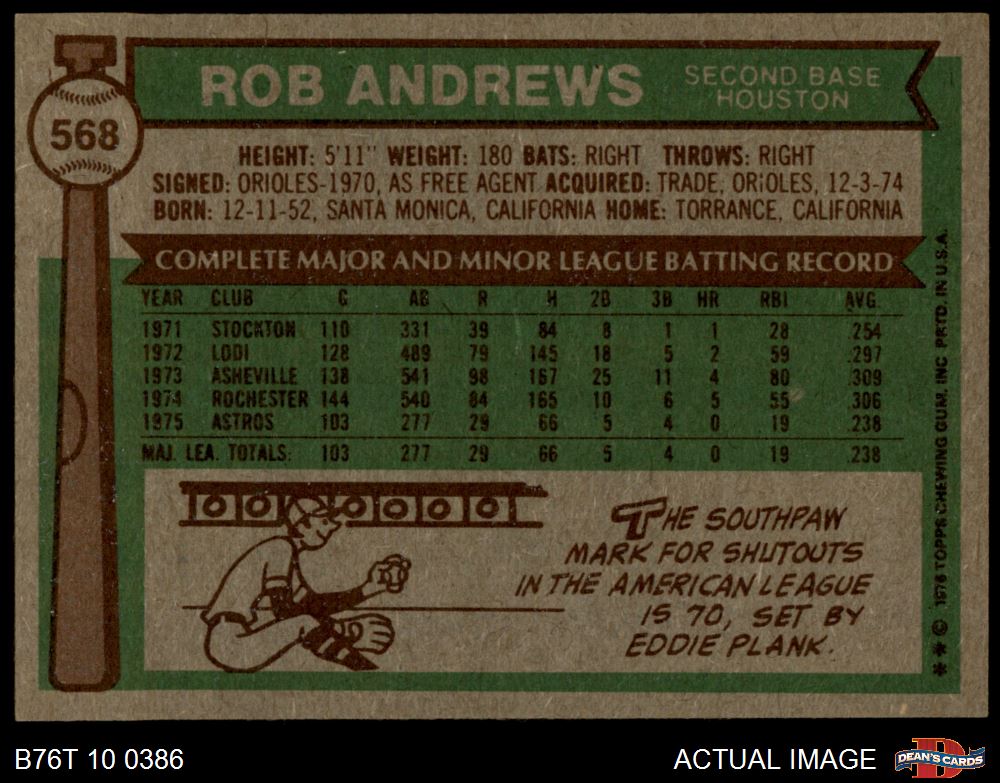 568
ROB ANDREWS
SECOND BASE
HOUSTON
HEIGHT: 5'11" WEIGHT: 180 BATS: RIGHT THROWS: RIGHT
SIGNED: ORIOLES-1970, AS FREE AGENT ACQUIRED: TRADE, ORIOLES, 12-3-74
BORN: 12-11-52, SANTA MONICA, CALIFORNIA HOME: TORRANCE, CALIFORNIA
COMPLETE MAJOR AND MINOR LEAGUE BATTING RECORD
YEAR CLUB G AB R H 2B 3B HR RBI AVG.
1971 STOCKTON 110 331 39 84 8 1 1 28 .254
1972 LODI 128 489 79 145 18 5 2 59 .297
1973 ASHEVILLE 138 541 98 167 25 11 4 80 .309
1974 ROCHESTER 144 540 84 165 10 6 5 55 .306
1975 ASTROS 103 277 29 66 5 4 0 19 .238
MAJ. LEA. TOTALS: 103 277 29 66 5 4 0 19 .238
0 0 0 0 0 0 0
THE SOUTHPAW
MARK FOR SHUTOUTS
IN THE AMERICAN LEAGUE
IS 70, SET BY
EDDIE PLANK.
** © 1976 TOPPS CHEWING GUM, INC. PRTD. IN U.S.A.
B76T 10 0386
ACTUAL IMAGE
D
DEAN'S CARDS